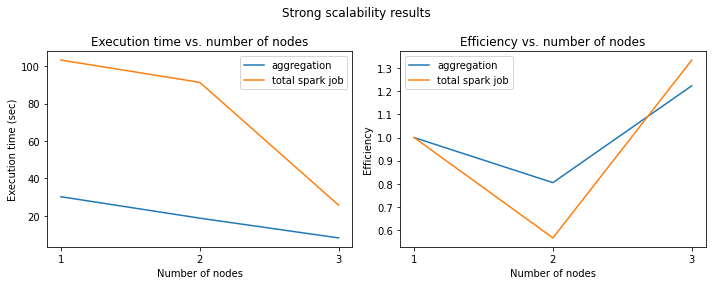 Strong scalability results
Execution time vs. number of nodes
Execution time (sec)
100
80
60
40
20
aggregation
total spark job
1
2
3
Number of nodes
Efficiency vs. number of nodes
Efficiency
1.3
1.2
1.1
1.0
0.9
0.8
0.7
0.6
aggregation
total spark job
1
2
3
Number of nodes